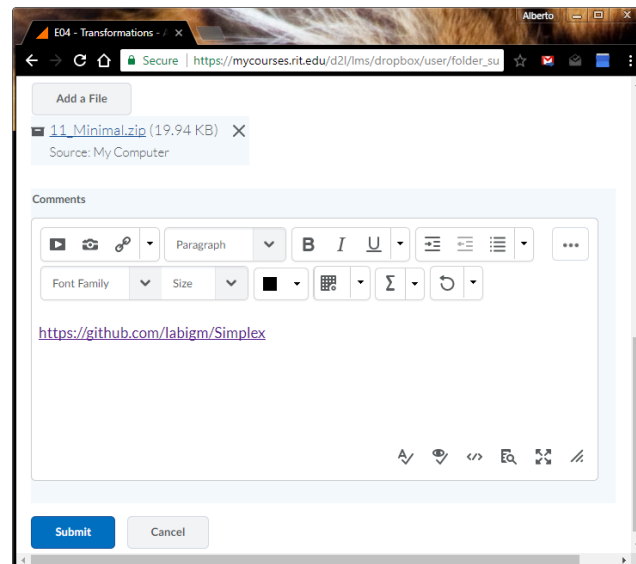 Alberto
E04 - Transformations - A
Secure | https://mycourses.rit.edu/d2l/lms/dropbox/user/folder_su
Add a File
11_Minimal.zip (19.94 KB)
Source: My Computer
Comments
Paragraph B I U
Font Family Size Σ
https://github.com/labigm/Simplex
Submit Cancel